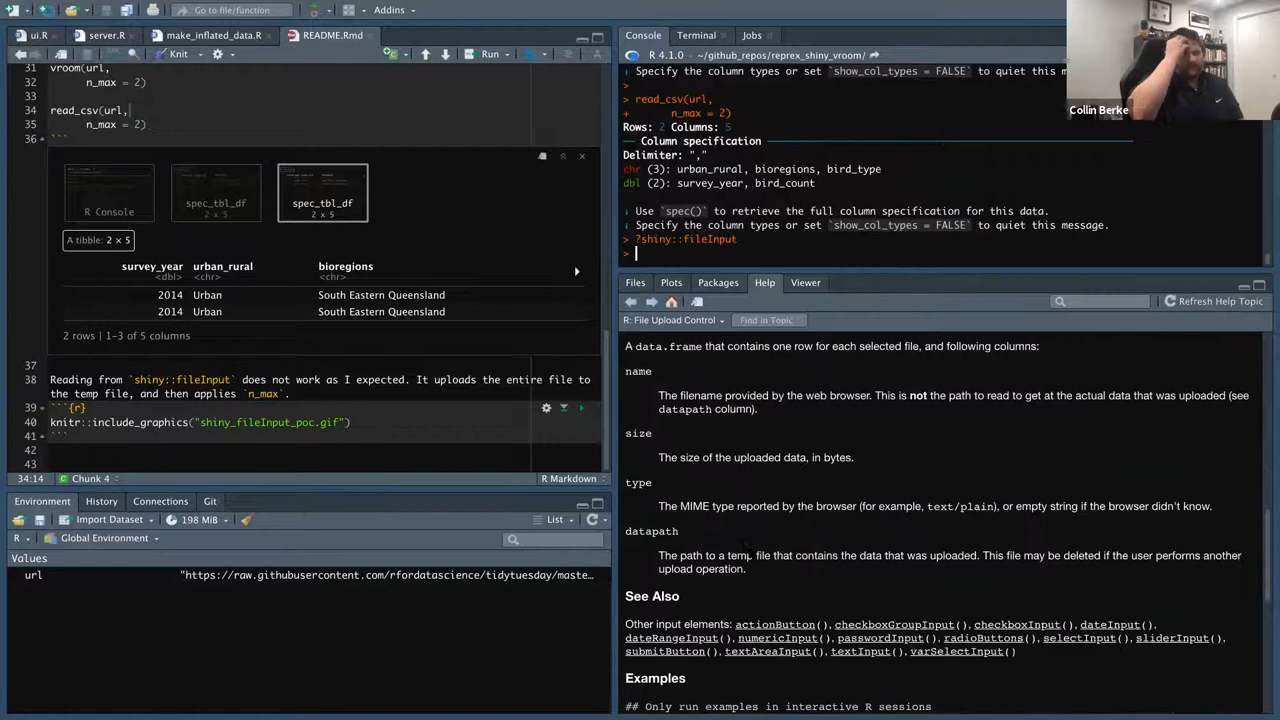 Go to file/function
Addins
ui.R
server.R
make_inflated_data.R
README.Rmd
Knit
Run
31 vroom(url,
32 n_max = 2)
33
34 read_csv(url,
35 n_max = 2)
36 ```
R Console
spec_tbl_df
2 x 5
spec_tbl_df
2 x 5
A tibble: 2 × 5
survey_year urban_rural bioregions
<dbl> <chr> <chr>
2014 Urban South Eastern Queensland
2014 Urban South Eastern Queensland
2 rows | 1–3 of 5 columns
37
38 Reading from `shiny::fileInput` does not work as I expected. It uploads the entire file to
the temp file, and then applies `n_max`.
39 ```{r}
40 knitr::include_graphics("shiny_fileInput_poc.gif")
41 ```
42
43
34:14 Chunk 4 R Markdown
Environment History Connections Git
Import Dataset 198 MiB List
R Global Environment
Values
url "https://raw.githubusercontent.com/rfordatascience/tidytuesday/maste…
Console Terminal Jobs
R 4.1.0 · ~/github_repos/reprex_shiny_vroom/
Specify the column types or set `show_col_types = FALSE` to quiet this me
>
> read_csv(url,
+ n_max = 2)
Rows: 2 Columns: 5
Column specification
Delimiter: ","
chr (3): urban_rural, bioregions, bird_type
dbl (2): survey_year, bird_count
Use `spec()` to retrieve the full column specification for this data.
Specify the column types or set `show_col_types = FALSE` to quiet this message.
> ?shiny::fileInput
>
Collin Berke
Files Plots Packages Help Viewer
Refresh Help Topic
R: File Upload Control Find in Topic
A data.frame that contains one row for each selected file, and following columns:
name
The filename provided by the web browser. This is not the path to read to get at the actual data that was uploaded (see
datapath column).
size
The size of the uploaded data, in bytes.
type
The MIME type reported by the browser (for example, text/plain), or empty string if the browser didn't know.
datapath
The path to a temp file that contains the data that was uploaded. This file may be deleted if the user performs another
upload operation.
See Also
Other input elements: actionButton(), checkboxGroupInput(), checkboxInput(), dateInput(),
dateRangeInput(), numericInput(), passwordInput(), radioButtons(), selectInput(), sliderInput(),
submitButton(), textAreaInput(), textInput(), varSelectInput()
Examples
## Only run examples in interactive R sessions